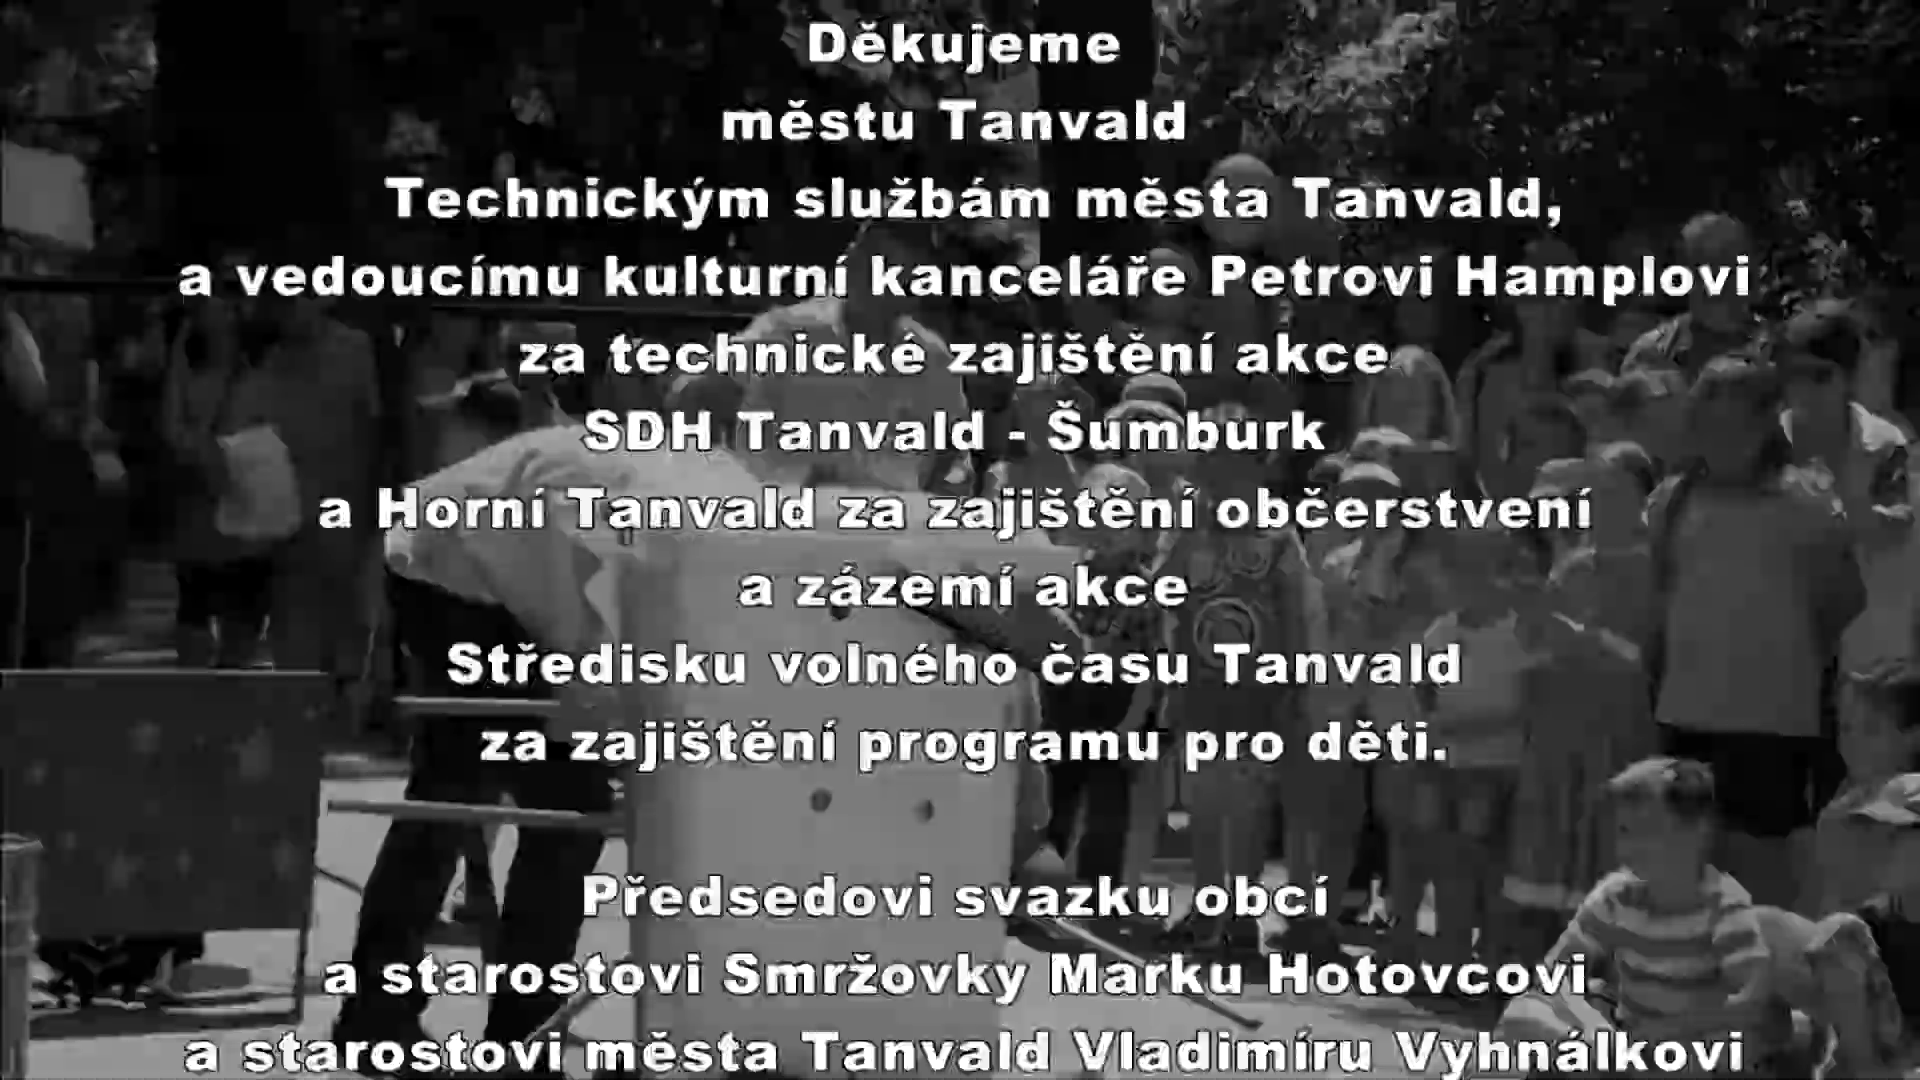 Děkujeme
městu Tanvald
Technickým službám města Tanvald,
a vedoucímu kulturní kanceláře Petrovi Hamplovi
za technické zajištění akce
SDH Tanvald - Šumburk
a Horní Tanvald za zajištění občerstvení
a zázemí akce
Středisku volného času Tanvald
za zajištění programu pro děti.
Předsedovi svazku obcí
a starostovi Smržovky Marku Hotovcovi
a starostovi města Tanvald Vladimíru Vyhnálkovi